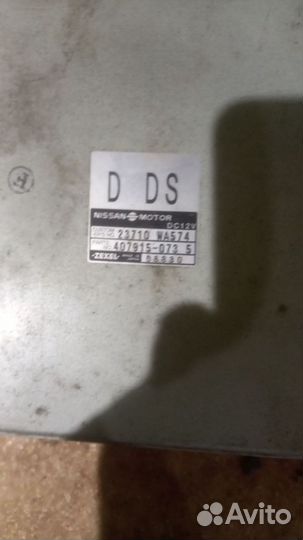 D DS
NISSAN MOTOR
DC12V
23710 WA574
407915-073 5
ZEXEL
Avito